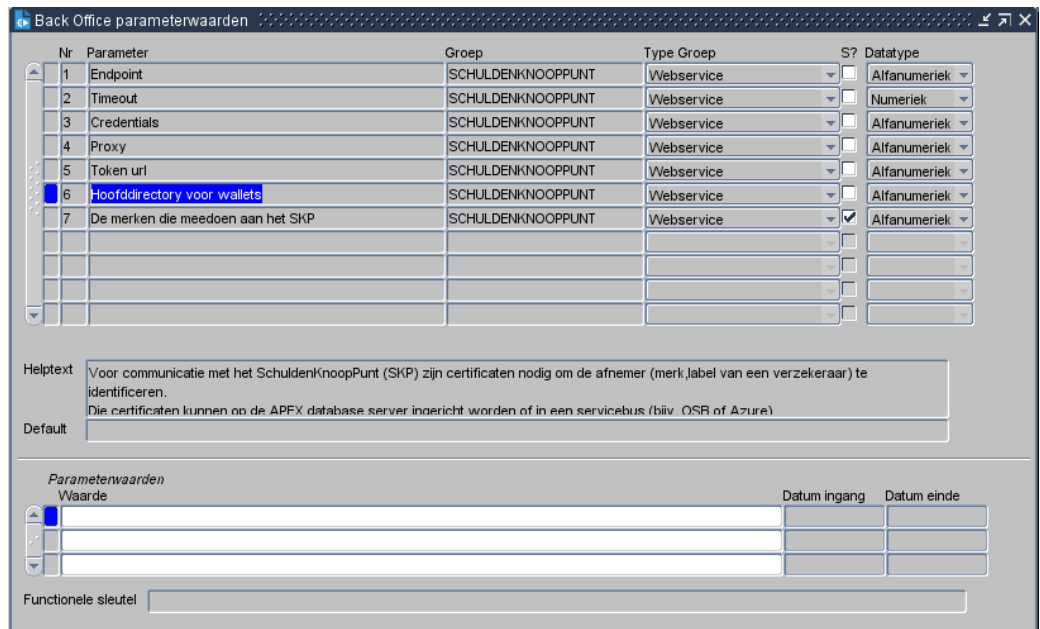 Back Office parameterwaarden
Nr Parameter Groep Type Groep S? Datatype
1 Endpoint SCHULDENKNOOPPUNT Webservice Alfanumeriek
2 Timeout SCHULDENKNOOPPUNT Webservice Numeriek
3 Credentials SCHULDENKNOOPPUNT Webservice Alfanumeriek
4 Proxy SCHULDENKNOOPPUNT Webservice Alfanumeriek
5 Token url SCHULDENKNOOPPUNT Webservice Alfanumeriek
6 Hoofddirectory voor wallets SCHULDENKNOOPPUNT Webservice Alfanumeriek
7 De merken die meedoen aan het SKP SCHULDENKNOOPPUNT Webservice Alfanumeriek
Helptext Voor communicatie met het SchuldenKnoopPunt (SKP) zijn certificaten nodig om de afnemer (merk,label van een verzekeraar) te
identificeren.
Die certificaten kunnen op de APEX database server ingericht worden of in een servicebus (bijv. OSB of Azure)
Default
Parameterwaarden
Waarde Datum ingang Datum einde
Functionele sleutel